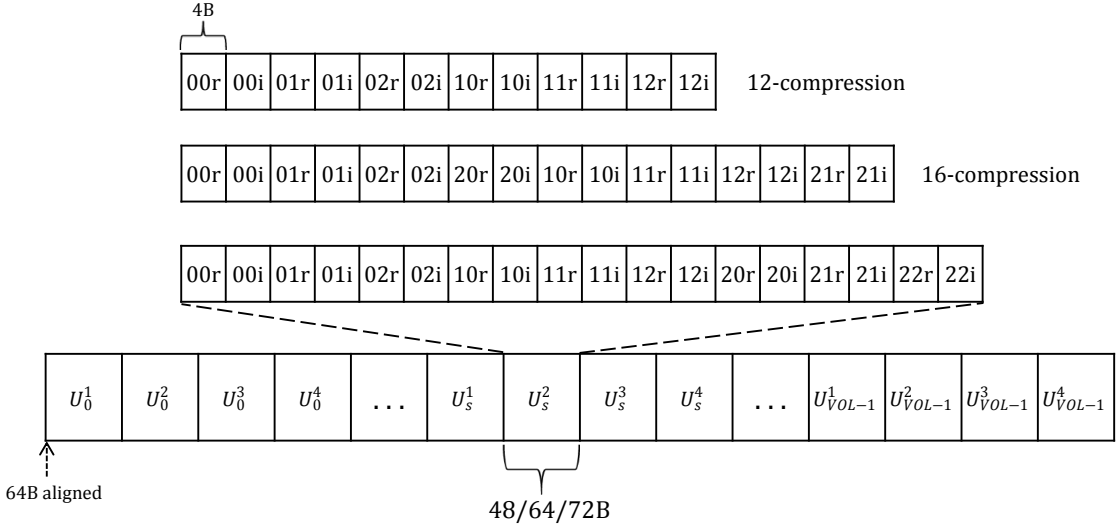 4B
00r 00i 01r 01i 02r 02i 10r 10i 11r 11i 12r 12i 12-compression
00r 00i 01r 01i 02r 02i 20r 20i 10r 10i 11r 11i 12r 12i 21r 21i 16-compression
00r 00i 01r 01i 02r 02i 10r 10i 11r 11i 12r 12i 20r 20i 21r 21i 22r 22i
$U_0^1$ $U_0^2$ $U_0^3$ $U_0^4$ ... $U_s^1$ $U_s^2$ $U_s^3$ $U_s^4$ ... $U_{VOL-1}^1$ $U_{VOL-1}^2$ $U_{VOL-1}^3$ $U_{VOL-1}^4$
64B aligned
48/64/72B